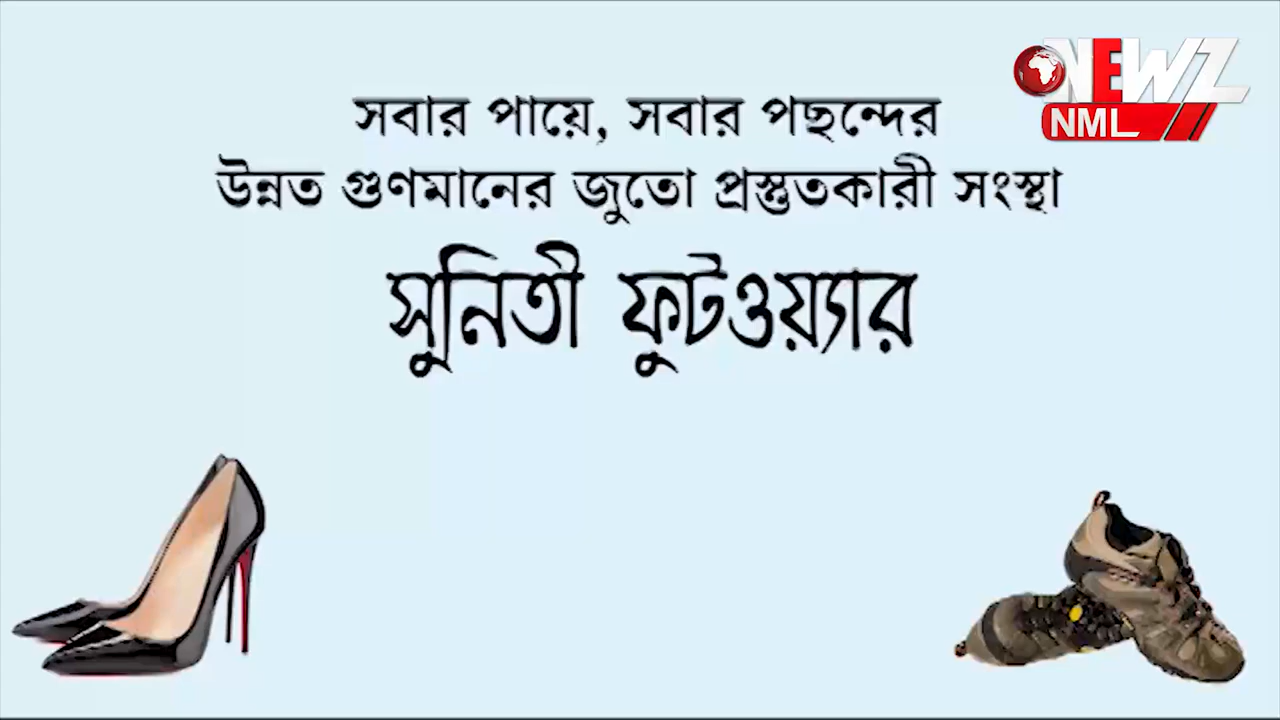 সবার পায়ে, সবার পছন্দের
উন্নত গুণমানের জুতো প্রস্তুতকারী সংস্থা
সুনিতী ফুটওয়্যার
NEWZ
NML